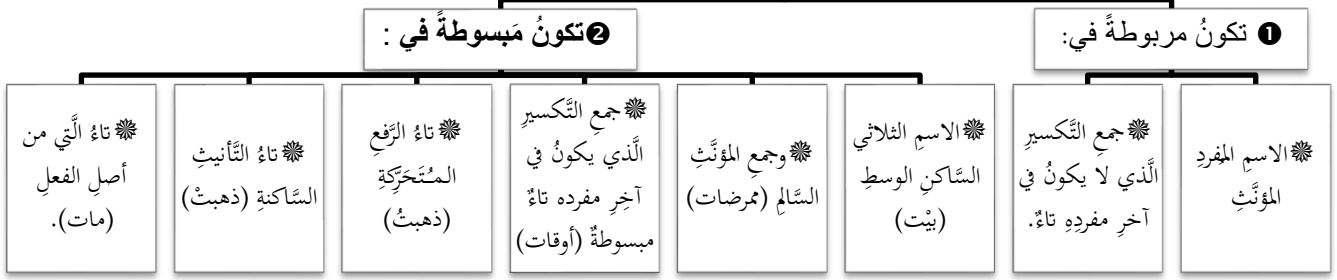 ❶ تكونُ مربوطةً في:
❷تكونُ مَبسوطةً في :
❃الاسمِ المفردِ
المؤنَّثِ
❃جمعِ التَّكسيرِ
الَّذي لا يكونُ في
آخرِ مفردِهِ تاءٌ.
❃الاسمِ الثلاثي
السَّاكنِ الوسطِ
(بيْت)
❃وجمعِ المؤنَّثِ
السَّالمِ (ممرضات)
❃جمعِ التَّكسيرِ
الَّذي يكونُ في
آخِرِ مفرده تاءٌ
مبسوطةٌ (أوقات)
❃ تاءُ الرَّفعِ
المـُتَحَرِّكةِ
(ذهبتُ)
❃تاءُ التَّأنيثِ
السَّاكنةِ (ذهبتْ)
❃ تاءُ الَّتي من
أصلِ الفعلِ
(مات).